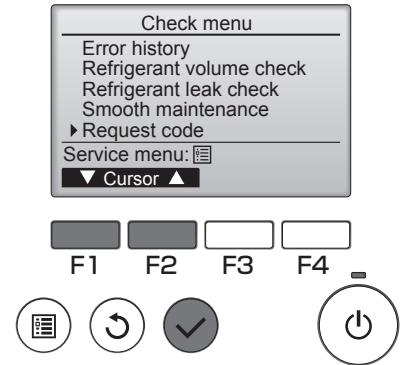 Check menu
Error history
Refrigerant volume check
Refrigerant leak check
Smooth maintenance
Request code
Service menu:
▼ Cursor ▲
F1 F2 F3 F4